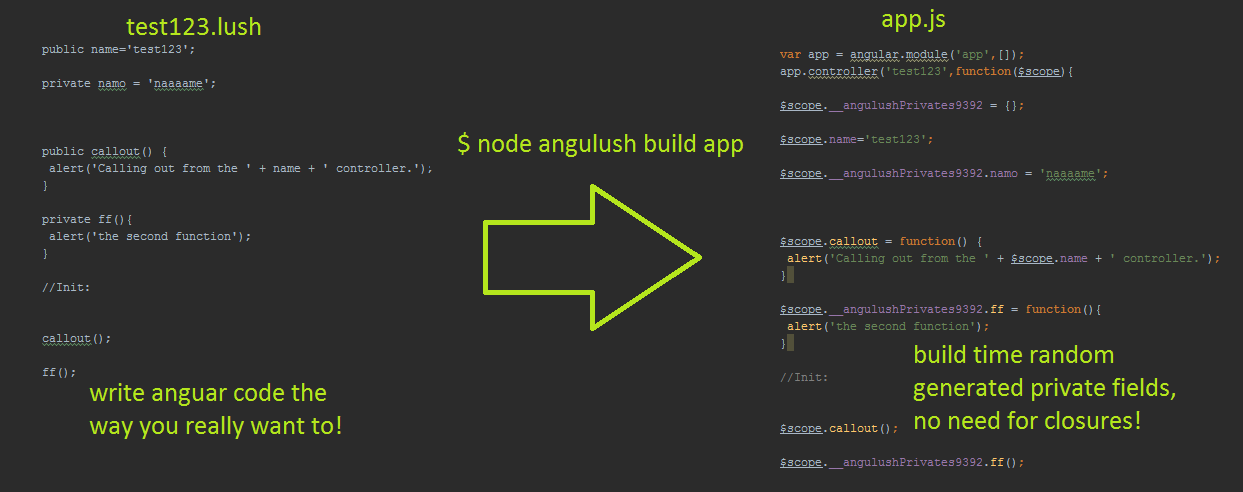 test123.lush
public name='test123';
private namo = 'naaaame';
public callout() {
alert('Calling out from the ' + name + ' controller.');
}
private ff(){
alert('the second function');
}
//Init:
callout();
ff();
write anguar code the
way you really want to!
$ node angulush build app
app.js
var app = angular.module('app',[]);
app.controller('test123',function($scope){
$scope.__angulushPrivates9392 = {};
$scope.name='test123';
$scope.__angulushPrivates9392.namo = 'naaaame';
$scope.callout = function() {
alert('Calling out from the ' + $scope.name + ' controller.');
}
$scope.__angulushPrivates9392.ff = function(){
alert('the second function');
}
//Init:
$scope.callout();
$scope.__angulushPrivates9392.ff();
build time random
generated private fields,
no need for closures!